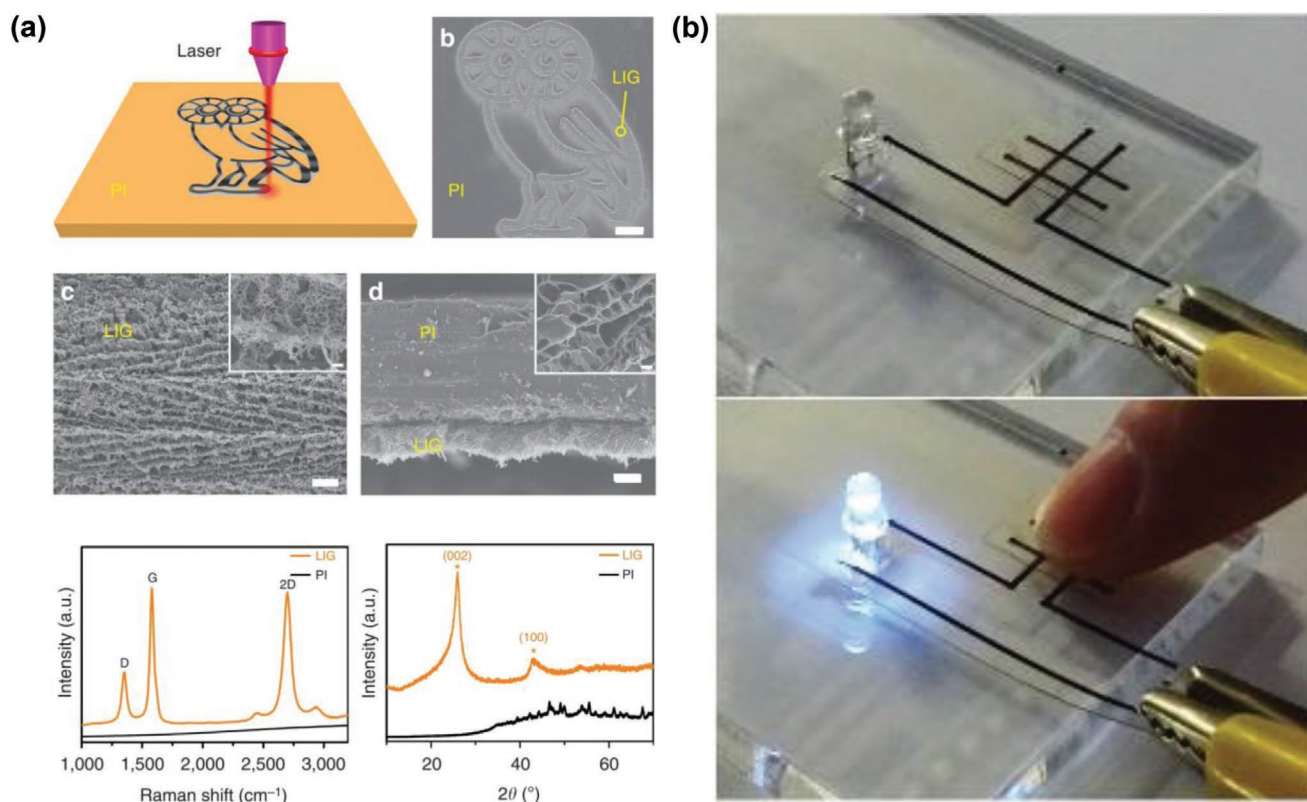 (a)
Laser
PI
b
LIG
PI
c
LIG
d
PI
LIG
Intensity (a.u.)
LIG
PI
D
G
2D
1,000
1,500
2,000
2,500
3,000
Raman shift (cm⁻¹)
Intensity (a.u.)
LIG
PI
(002)
*
(100)
*
20
40
60
2θ (°)
(b)